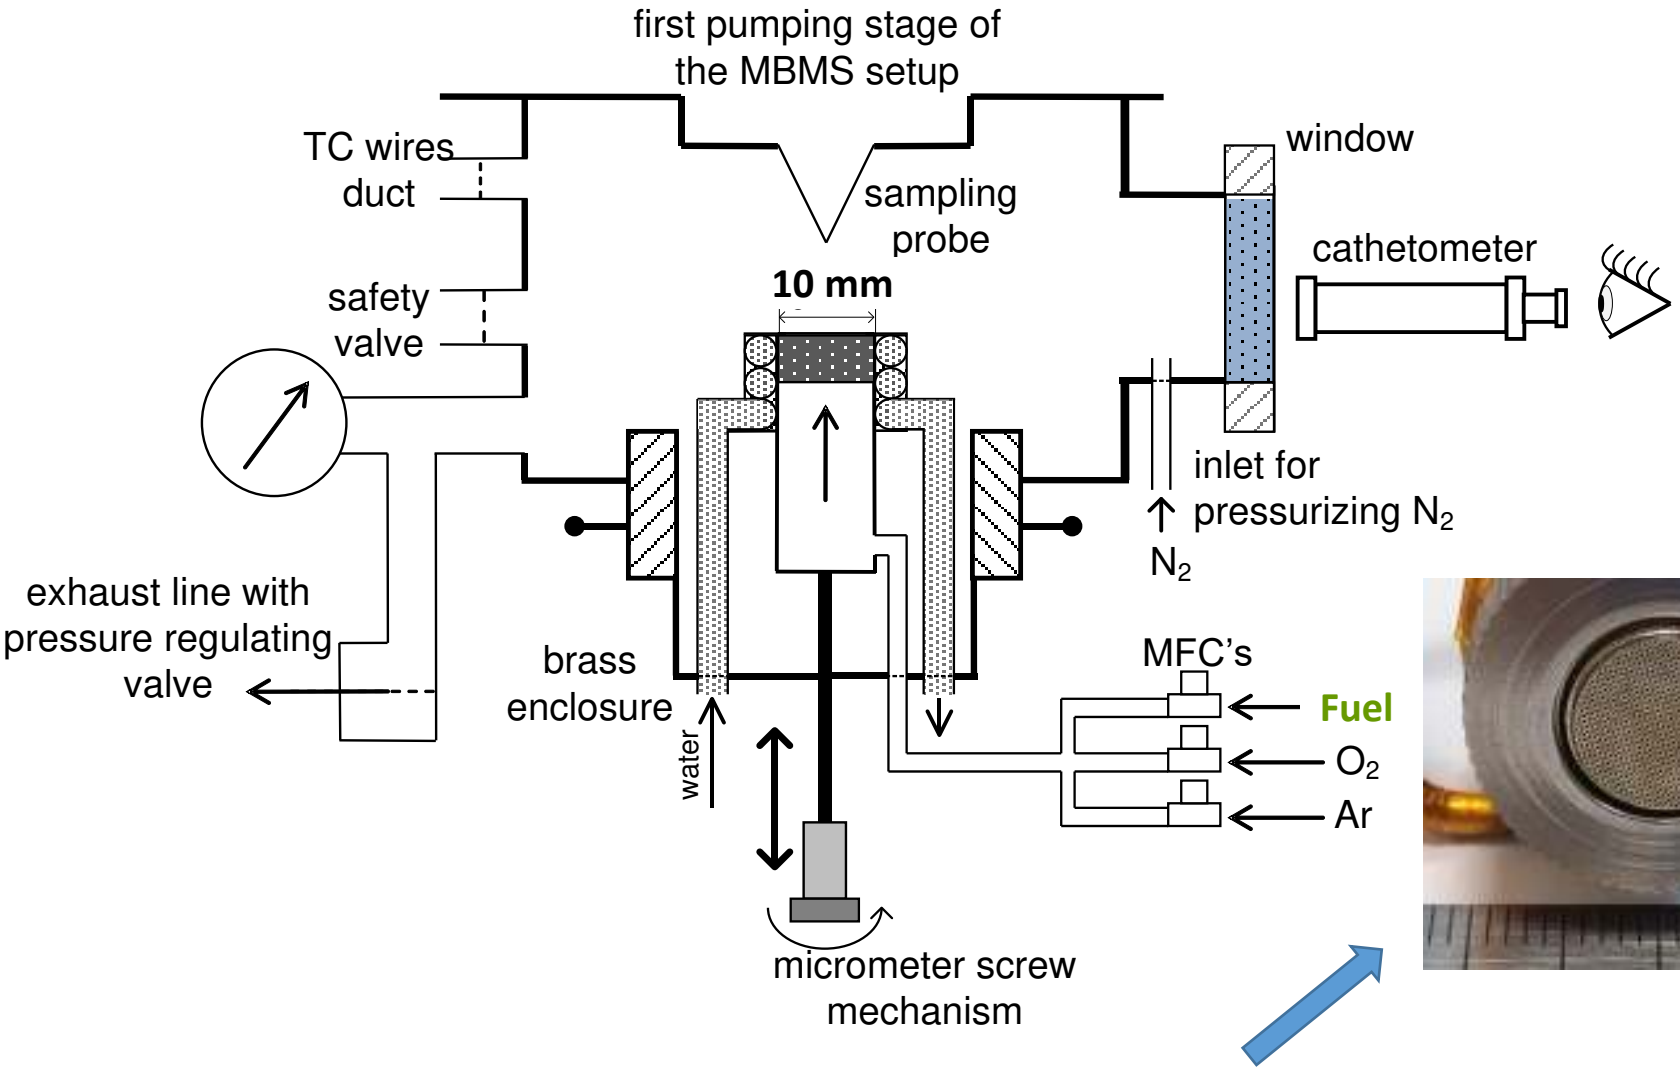 first pumping stage of
the MBMS setup
TC wires
duct
window
sampling
probe
cathetometer
10 mm
safety
valve
inlet for
pressurizing N₂
N₂
exhaust line with
pressure regulating
valve
brass
enclosure
water
MFC's
Fuel
O₂
Ar
micrometer screw
mechanism